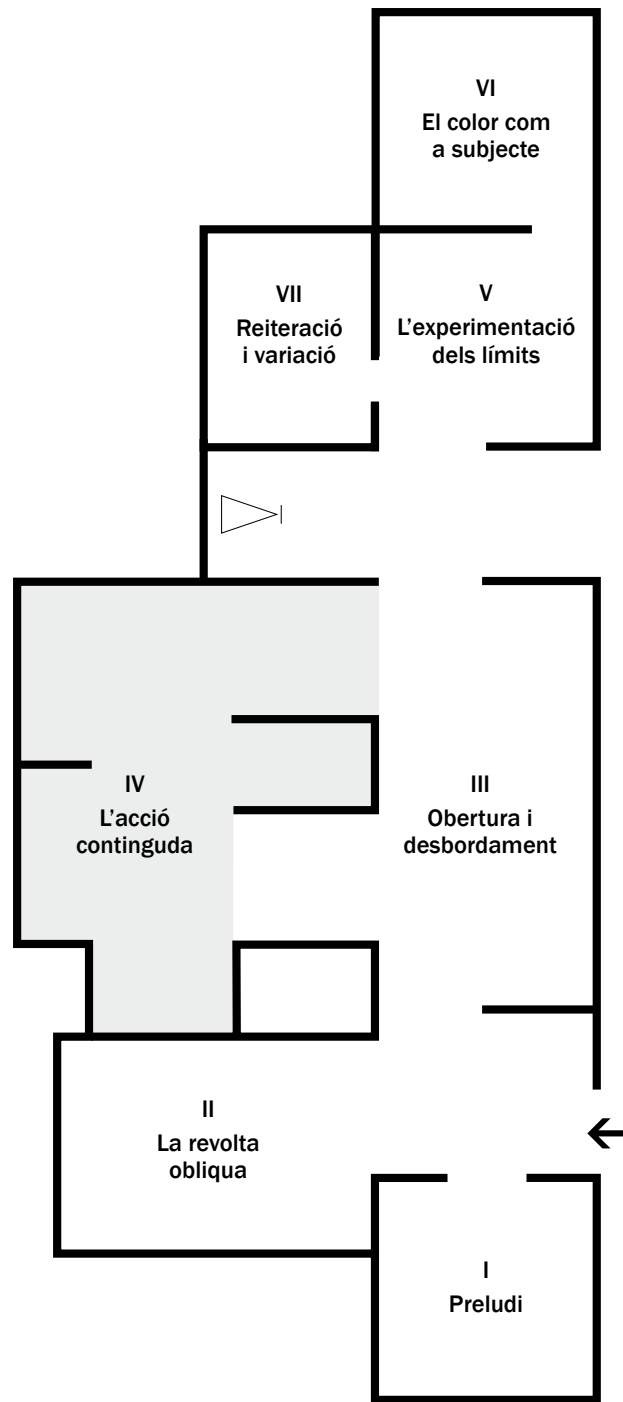 VI
El color com
a subjecte
VII
Reiteració
i variació
V
L’experimentació
dels límits
IV
L’acció
continguda
III
Obertura i
desbordament
II
La revolta
obliqua
I
Preludi